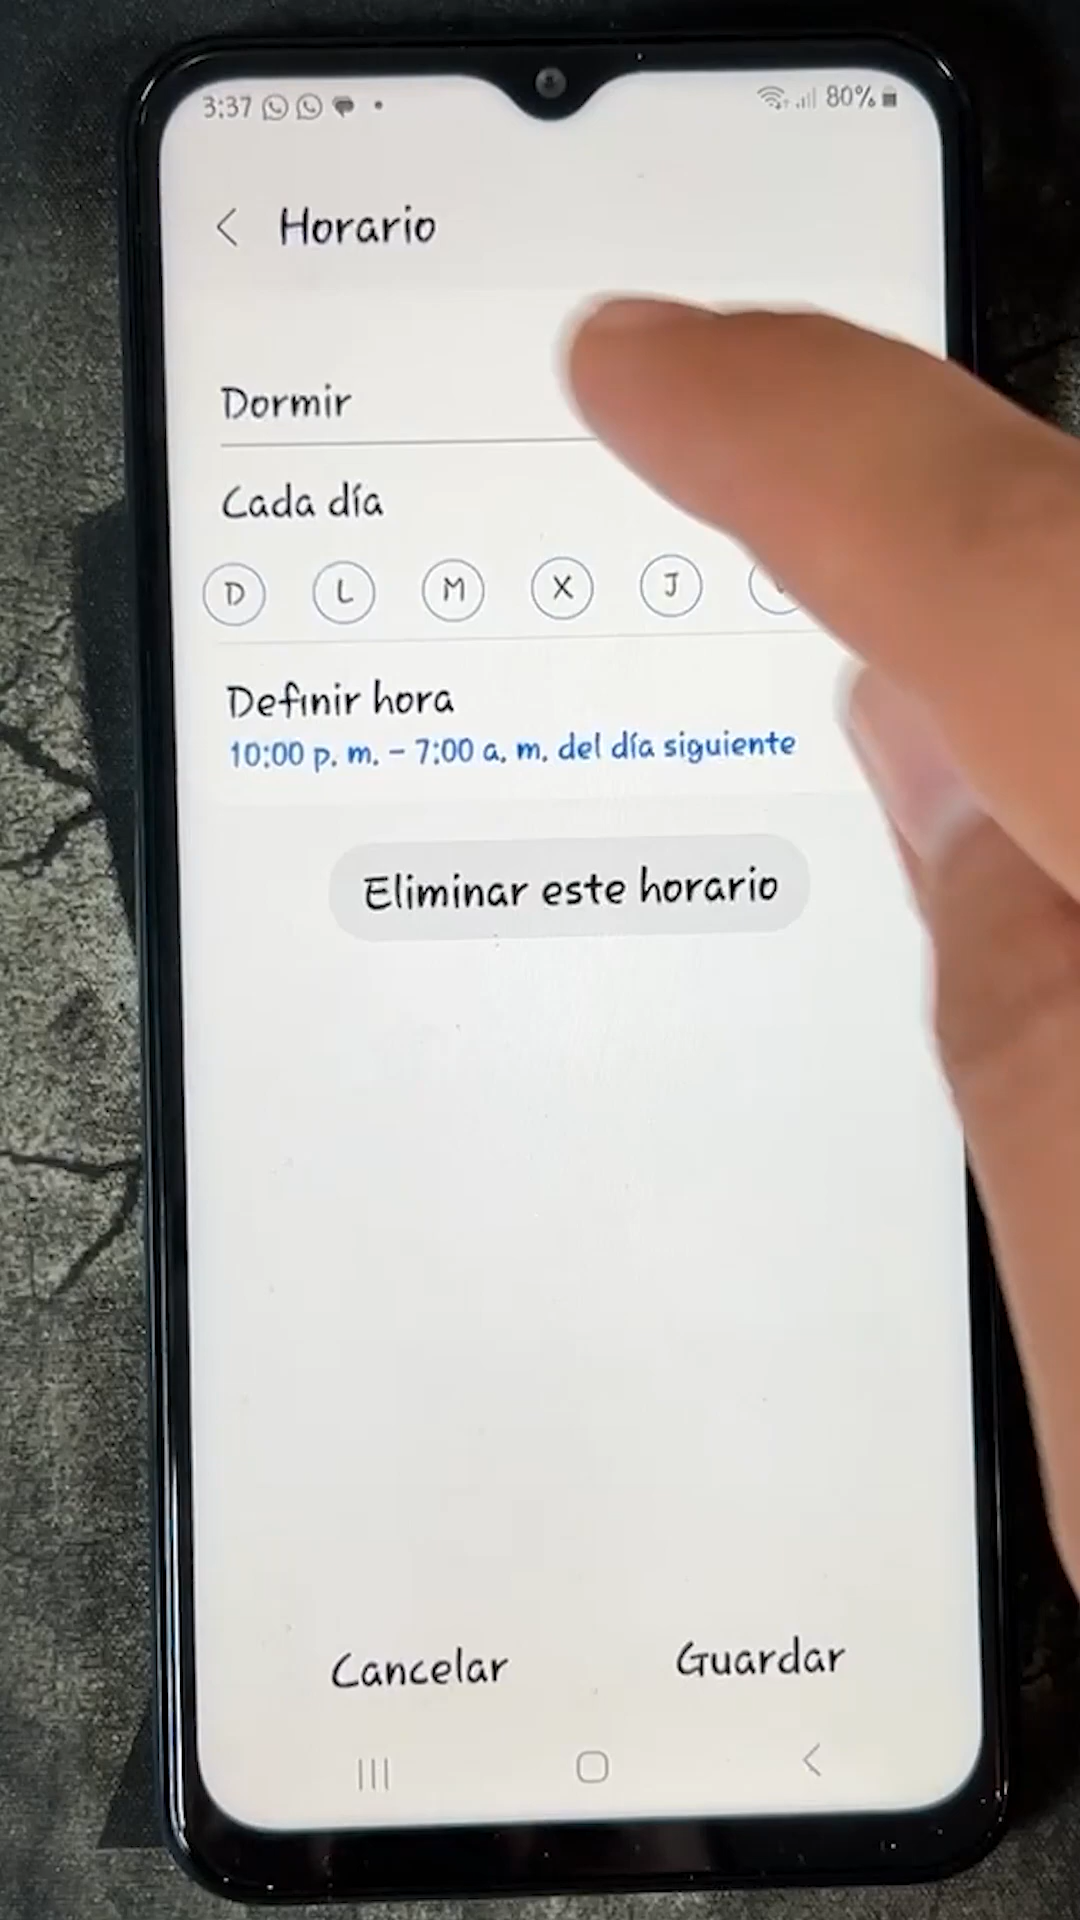 3:37
80%
Horario
Dormir
Cada día
D L M X J
Definir hora
10:00 p. m. – 7:00 a. m. del día siguiente
Eliminar este horario
Cancelar
Guardar